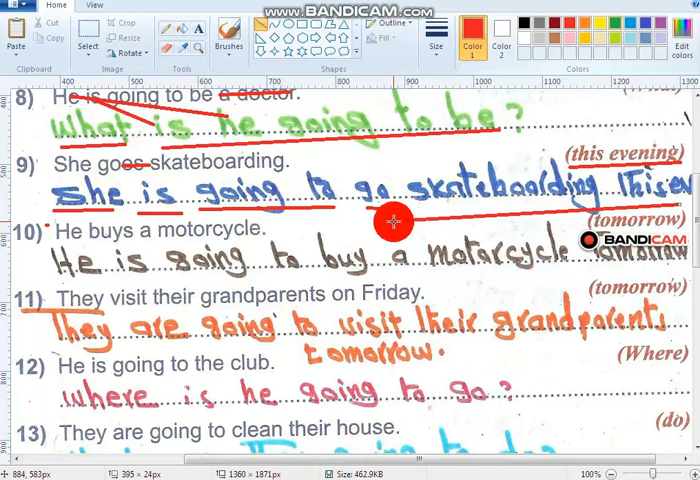 www.BANDICAM.com
Home
View
Paste
Select
Crop
Resize
Rotate
Brushes
Outline
Fill
Size
Color 1
Color 2
Clipboard
Image
Tools
Shapes
Colors
400 500 600 700 800 900 1000 1100 1200 1300
8) He is going to be a doctor.
What is he going to be?
9) She goes skateboarding. (this evening)
She is going to go skateboarding this ev
10) He buys a motorcycle. (tomorrow)
BANDICAM
He is going to buy a motorcycle tomorrow
11) They visit their grandparents on Friday. (tomorrow)
They are going to visit their grandparents
tomorrow.
12) He is going to the club. (Where)
where is he going to go?
13) They are going to clean their house. (do)
884, 583px
395 × 24px
1360 × 1871px
Size: 462.9KB
100%